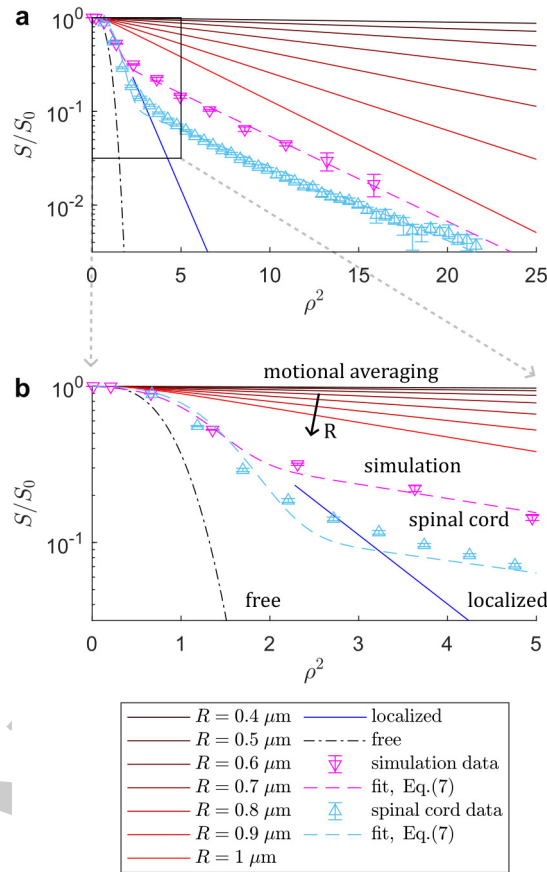 a
10^0
10^-1
10^-2
S/S_0
0 5 10 15 20 25
ρ^2
b
motional averaging
10^0
R
simulation
S/S_0
spinal cord
10^-1
free
localized
0 1 2 3 4 5
ρ^2
R = 0.4 μm localized
R = 0.5 μm free
R = 0.6 μm simulation data
R = 0.7 μm fit, Eq.(7)
R = 0.8 μm spinal cord data
R = 0.9 μm fit, Eq.(7)
R = 1 μm